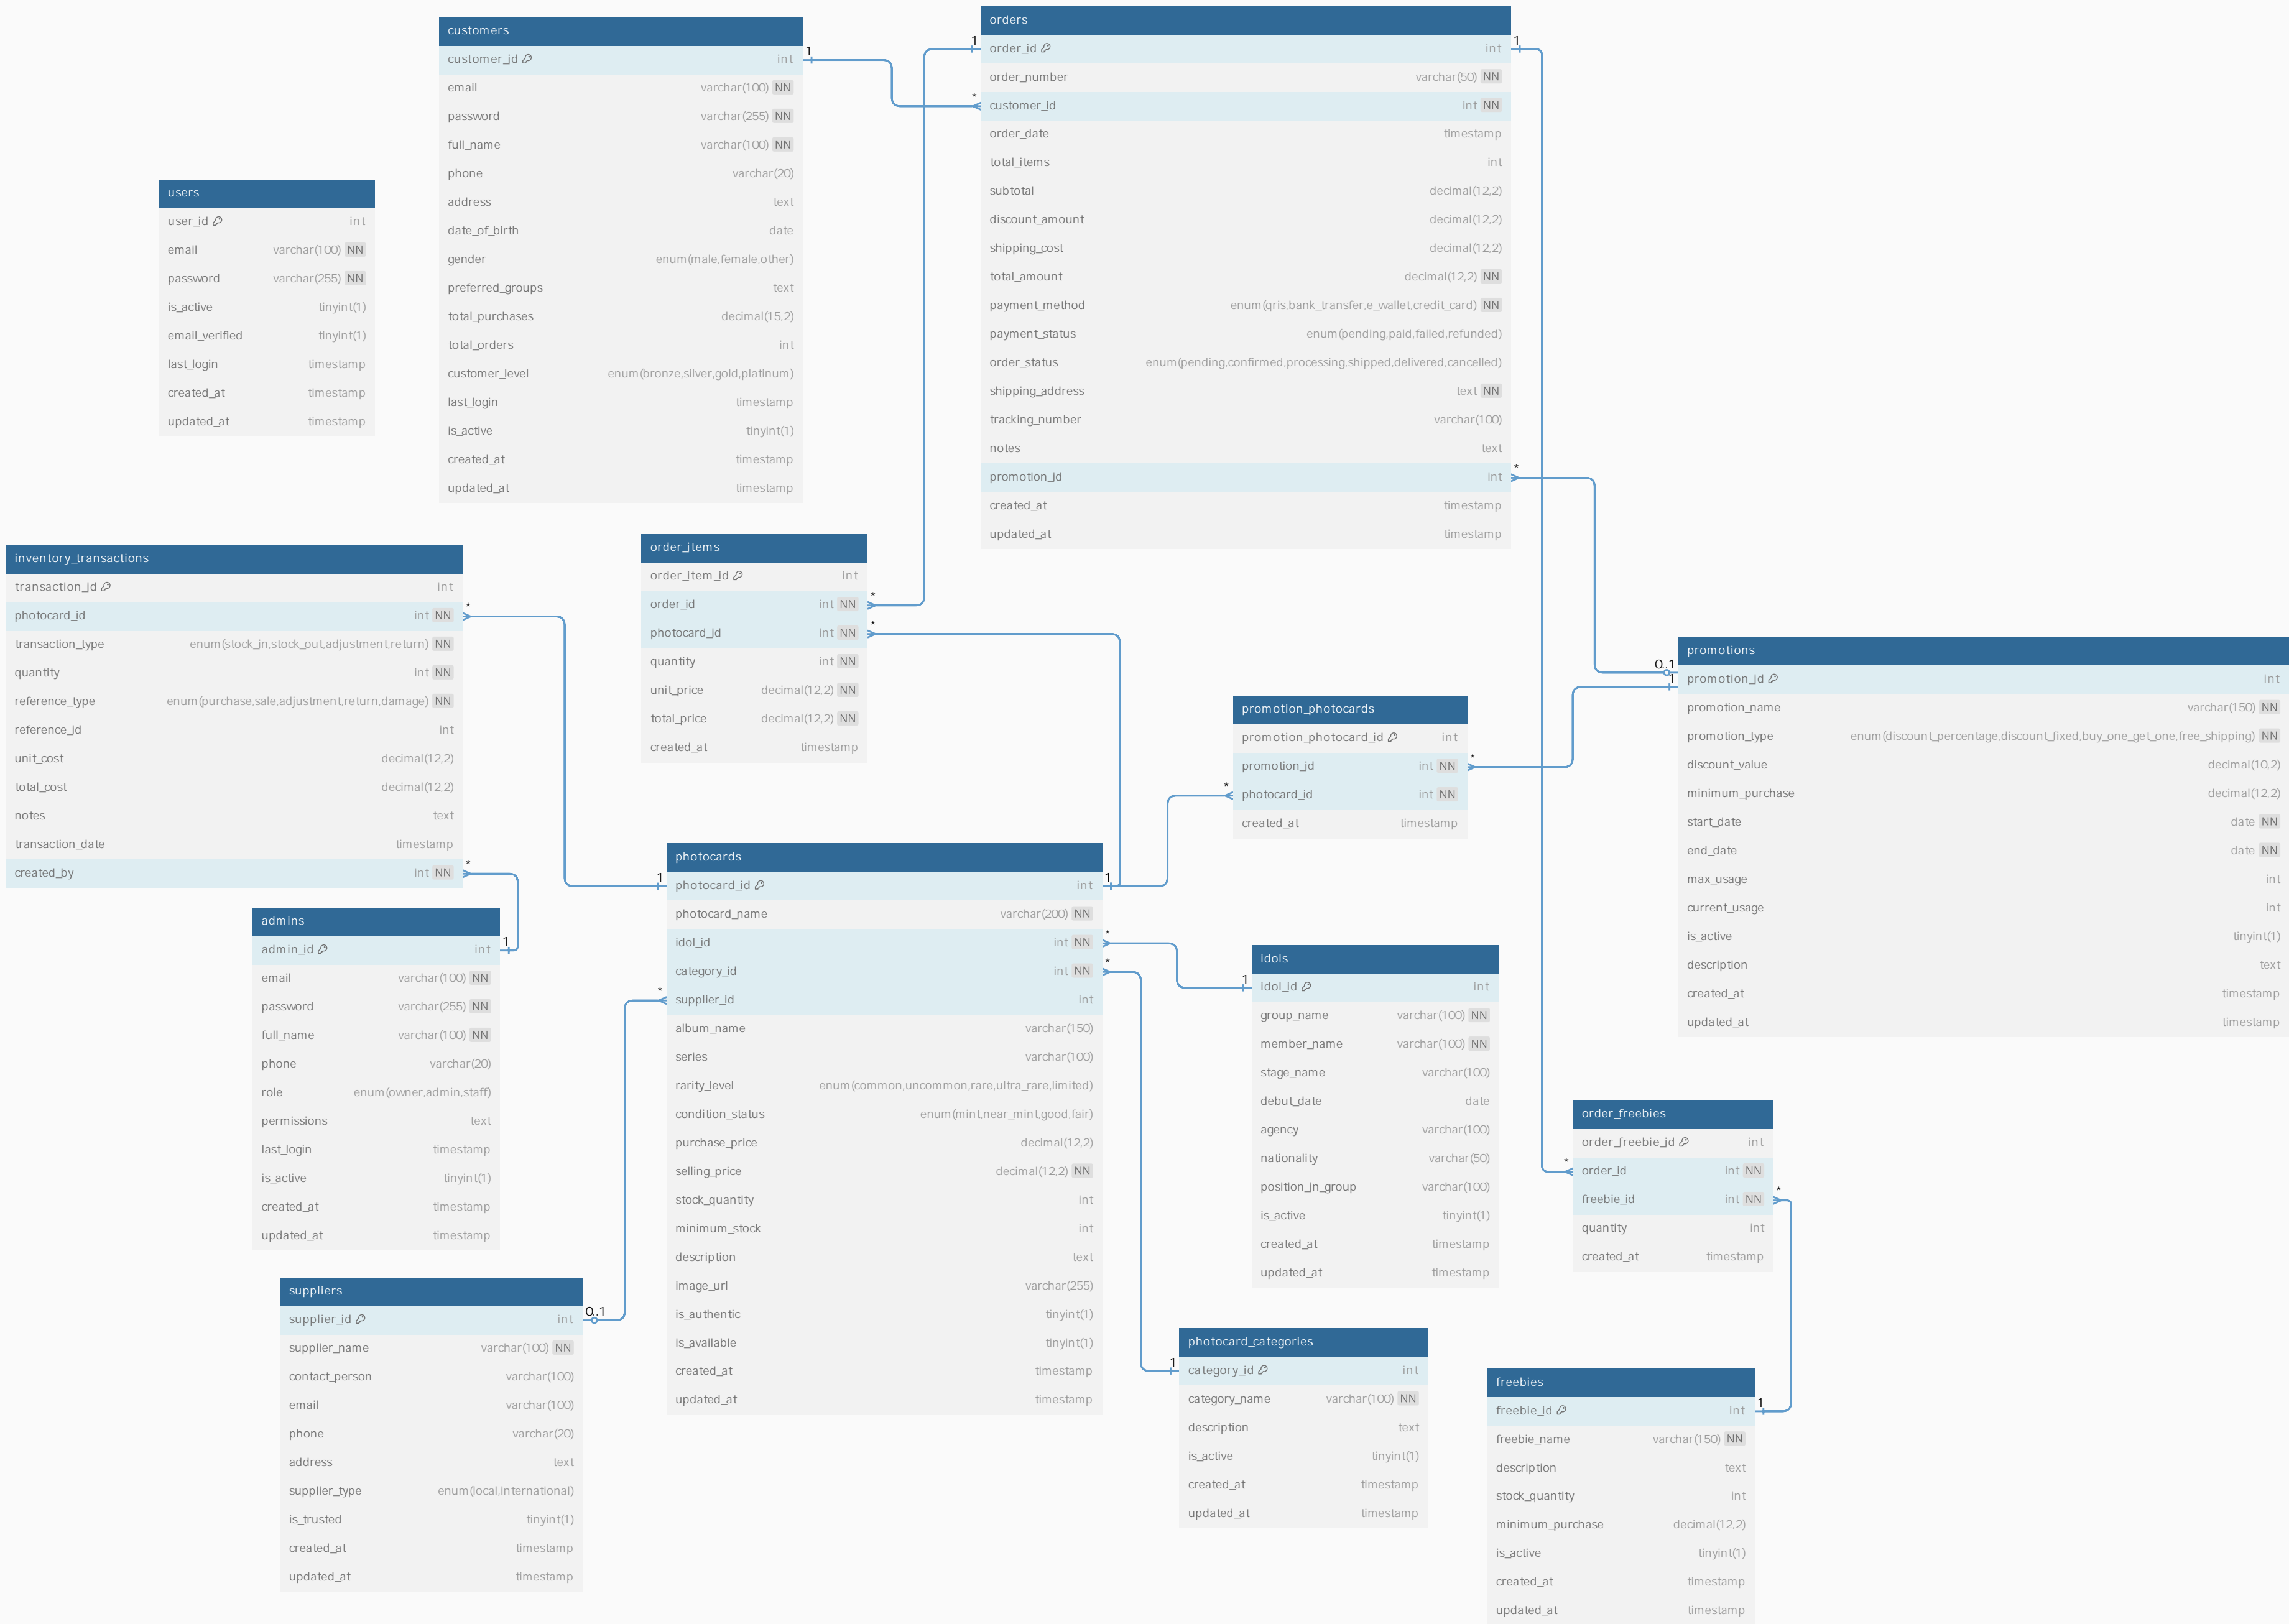 users
user_id int
email varchar(100) NN
password varchar(255) NN
is_active tinyint(1)
email_verified tinyint(1)
last_login timestamp
created_at timestamp
updated_at timestamp
customers
customer_id int 1
email varchar(100) NN
password varchar(255) NN
full_name varchar(100) NN
phone varchar(20)
address text
date_of_birth date
gender enum(male,female,other)
preferred_groups text
total_purchases decimal(15,2)
total_orders int
customer_level enum(bronze,silver,gold,platinum)
last_login timestamp
is_active tinyint(1)
created_at timestamp
updated_at timestamp
orders
1 order_id int 1
order_number varchar(50) NN
* customer_id int NN
order_date timestamp
total_items int
subtotal decimal(12,2)
discount_amount decimal(12,2)
shipping_cost decimal(12,2)
total_amount decimal(12,2) NN
payment_method enum(qris,bank_transfer,e_wallet,credit_card) NN
payment_status enum(pending,paid,failed,refunded)
order_status enum(pending,confirmed,processing,shipped,delivered,cancelled)
shipping_address text NN
tracking_number varchar(100)
notes text
promotion_id int *
created_at timestamp
updated_at timestamp
inventory_transactions
transaction_id int
photocard_id int NN *
transaction_type enum(stock_in,stock_out,adjustment,return) NN
quantity int NN
reference_type enum(purchase,sale,adjustment,return,damage) NN
reference_id int
unit_cost decimal(12,2)
total_cost decimal(12,2)
notes text
transaction_date timestamp
created_by int NN *
order_items
order_item_id int
order_id int NN *
photocard_id int NN *
quantity int NN
unit_price decimal(12,2) NN
total_price decimal(12,2) NN
created_at timestamp
promotion_photocards
promotion_photocard_id int
promotion_id int NN *
* photocard_id int NN
created_at timestamp
promotions
0..1
1 promotion_id int
promotion_name varchar(150) NN
promotion_type enum(discount_percentage,discount_fixed,buy_one_get_one,free_shipping) NN
discount_value decimal(10,2)
minimum_purchase decimal(12,2)
start_date date NN
end_date date NN
max_usage int
current_usage int
is_active tinyint(1)
description text
created_at timestamp
updated_at timestamp
admins
admin_id int 1
email varchar(100) NN
password varchar(255) NN
full_name varchar(100) NN
phone varchar(20)
role enum(owner,admin,staff)
permissions text
last_login timestamp
is_active tinyint(1)
created_at timestamp
updated_at timestamp
photocards
1 photocard_id int 1
photocard_name varchar(200) NN
idol_id int NN *
category_id int NN *
* supplier_id int
album_name varchar(150)
series varchar(100)
rarity_level enum(common,uncommon,rare,ultra_rare,limited)
condition_status enum(mint,near_mint,good,fair)
purchase_price decimal(12,2)
selling_price decimal(12,2) NN
stock_quantity int
minimum_stock int
description text
image_url varchar(255)
is_authentic tinyint(1)
is_available tinyint(1)
created_at timestamp
updated_at timestamp
idols
1 idol_id int
group_name varchar(100) NN
member_name varchar(100) NN
stage_name varchar(100)
debut_date date
agency varchar(100)
nationality varchar(50)
position_in_group varchar(100)
is_active tinyint(1)
created_at timestamp
updated_at timestamp
order_freebies
order_freebie_id int
* order_id int NN
freebie_id int NN *
quantity int
created_at timestamp
suppliers
supplier_id int 0..1
supplier_name varchar(100) NN
contact_person varchar(100)
email varchar(100)
phone varchar(20)
address text
supplier_type enum(local,international)
is_trusted tinyint(1)
created_at timestamp
updated_at timestamp
photocard_categories
1 category_id int
category_name varchar(100) NN
description text
is_active tinyint(1)
created_at timestamp
updated_at timestamp
freebies
freebie_id int 1
freebie_name varchar(150) NN
description text
stock_quantity int
minimum_purchase decimal(12,2)
is_active tinyint(1)
created_at timestamp
updated_at timestamp